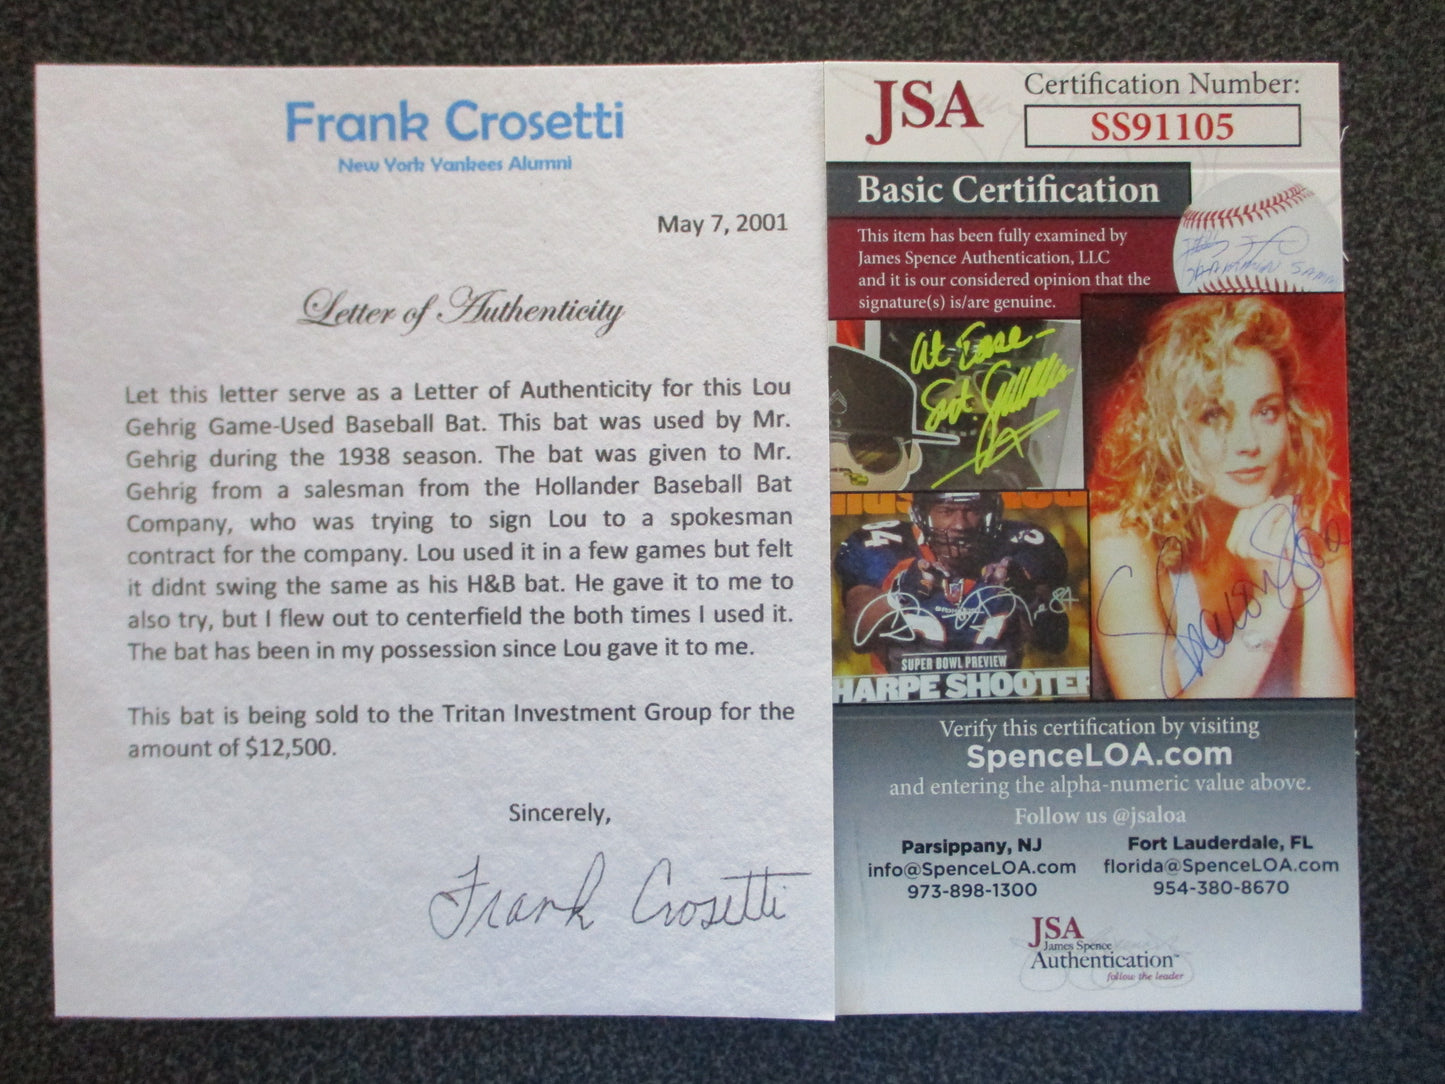 Frank Crosetti
New York Yankees Alumni
May 7, 2001
Letter of Authenticity
Let this letter serve as a Letter of Authenticity for this Lou
Gehrig Game-Used Baseball Bat. This bat was used by Mr.
Gehrig during the 1938 season. The bat was given to Mr.
Gehrig from a salesman from the Hollander Baseball Bat
Company, who was trying to sign Lou to a spokesman
contract for the company. Lou used it in a few games but felt
it didnt swing the same as his H&B bat. He gave it to me to
also try, but I flew out to centerfield the both times I used it.
The bat has been in my possession since Lou gave it to me.
This bat is being sold to the Tritan Investment Group for the
amount of $12,500.
Sincerely,
Frank Crosetti
JSA
Certification Number:
SS91105
Basic Certification
This item has been fully examined by
James Spence Authentication, LLC
and it is our considered opinion that the
signature(s) is/are genuine.
At Ease -
Sharon Stone
84
SUPER BOWL PREVIEW
HARPE SHOOTER
Verify this certification by visiting
SpenceLOA.com
and entering the alpha-numeric value above.
Follow us @jsaloa
Parsippany, NJ
info@SpenceLOA.com
973-898-1300
Fort Lauderdale, FL
florida@SpenceLOA.com
954-380-8670
JSA
James Spence
Authentication
follow the leader